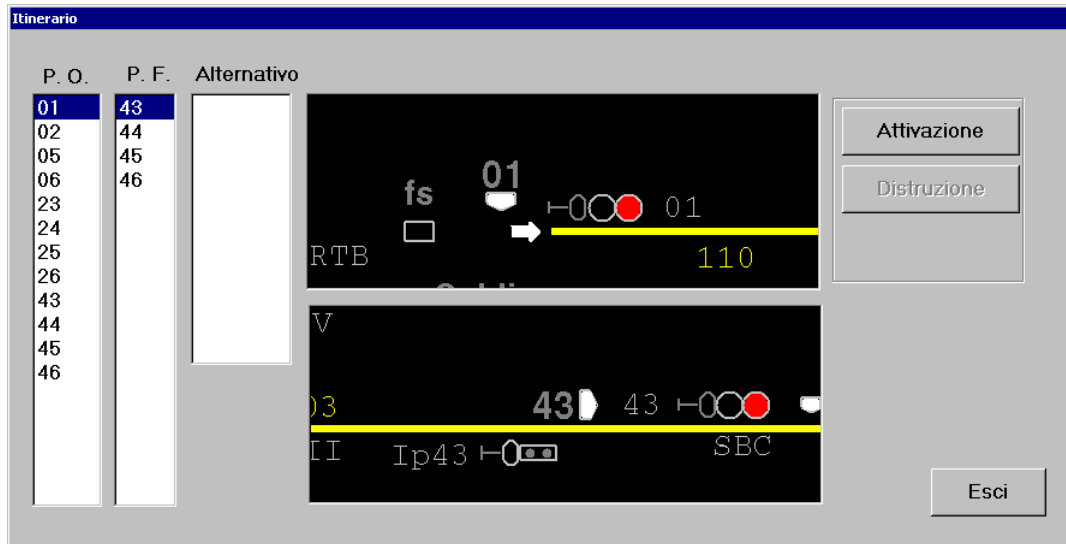 Itinerario
P. O.
P. F.
Alternativo
01
02
05
06
23
24
25
26
43
44
45
46
43
44
45
46
fs
01
01
RTB
110
V
43
43
II
Ip43
SBC
Attivazione
Distruzione
Esci